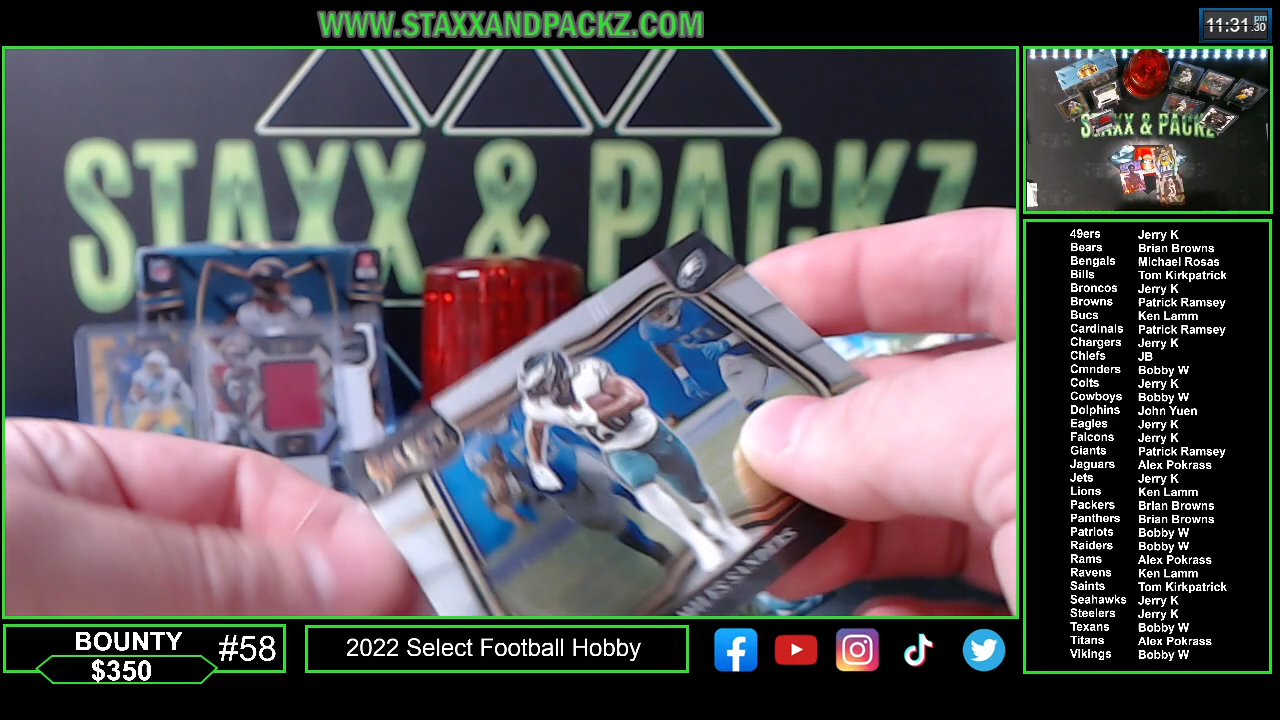 WWW.STAXXANDPACKZ.COM
11:31 pm .30
STAXX & PACKZ
STAXX & PACKZ
49ers Jerry K
Bears Brian Browns
Bengals Michael Rosas
Bills Tom Kirkpatrick
Broncos Jerry K
Browns Patrick Ramsey
Bucs Ken Lamm
Cardinals Patrick Ramsey
Chargers Jerry K
Chiefs JB
Cmnders Bobby W
Colts Jerry K
Cowboys Bobby W
Dolphins John Yuen
Eagles Jerry K
Falcons Jerry K
Giants Patrick Ramsey
Jaguars Alex Pokrass
Jets Jerry K
Lions Ken Lamm
Packers Brian Browns
Panthers Brian Browns
Patriots Bobby W
Raiders Bobby W
Rams Alex Pokrass
Ravens Ken Lamm
Saints Tom Kirkpatrick
Seahawks Jerry K
Steelers Jerry K
Texans Bobby W
Titans Alex Pokrass
Vikings Bobby W
SANDERS
BOUNTY
$350
#58
2022 Select Football Hobby